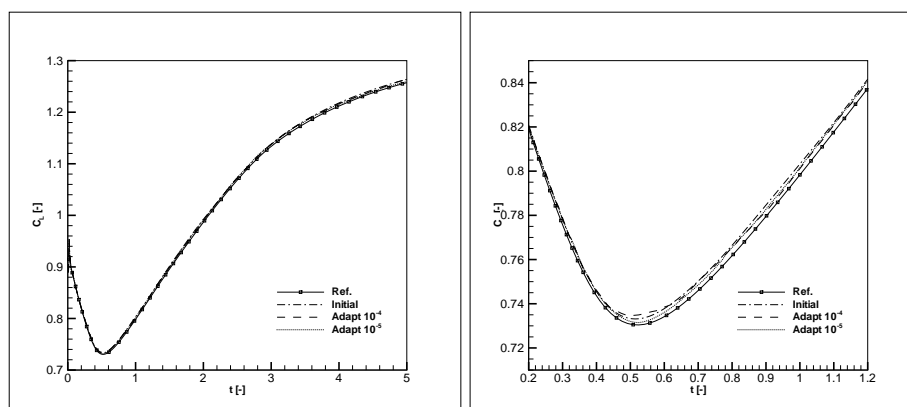 1.3
1.2
1.1
1
0.9
0.8
0.7
C_L [-]
0 1 2 3 4 5
t [-]
Ref.
Initial
Adapt 10^-4
Adapt 10^-5
0.84
0.82
0.8
0.78
0.76
0.74
0.72
C_L [-]
0.2 0.3 0.4 0.5 0.6 0.7 0.8 0.9 1 1.1 1.2
t [-]
Ref.
Initial
Adapt 10^-4
Adapt 10^-5